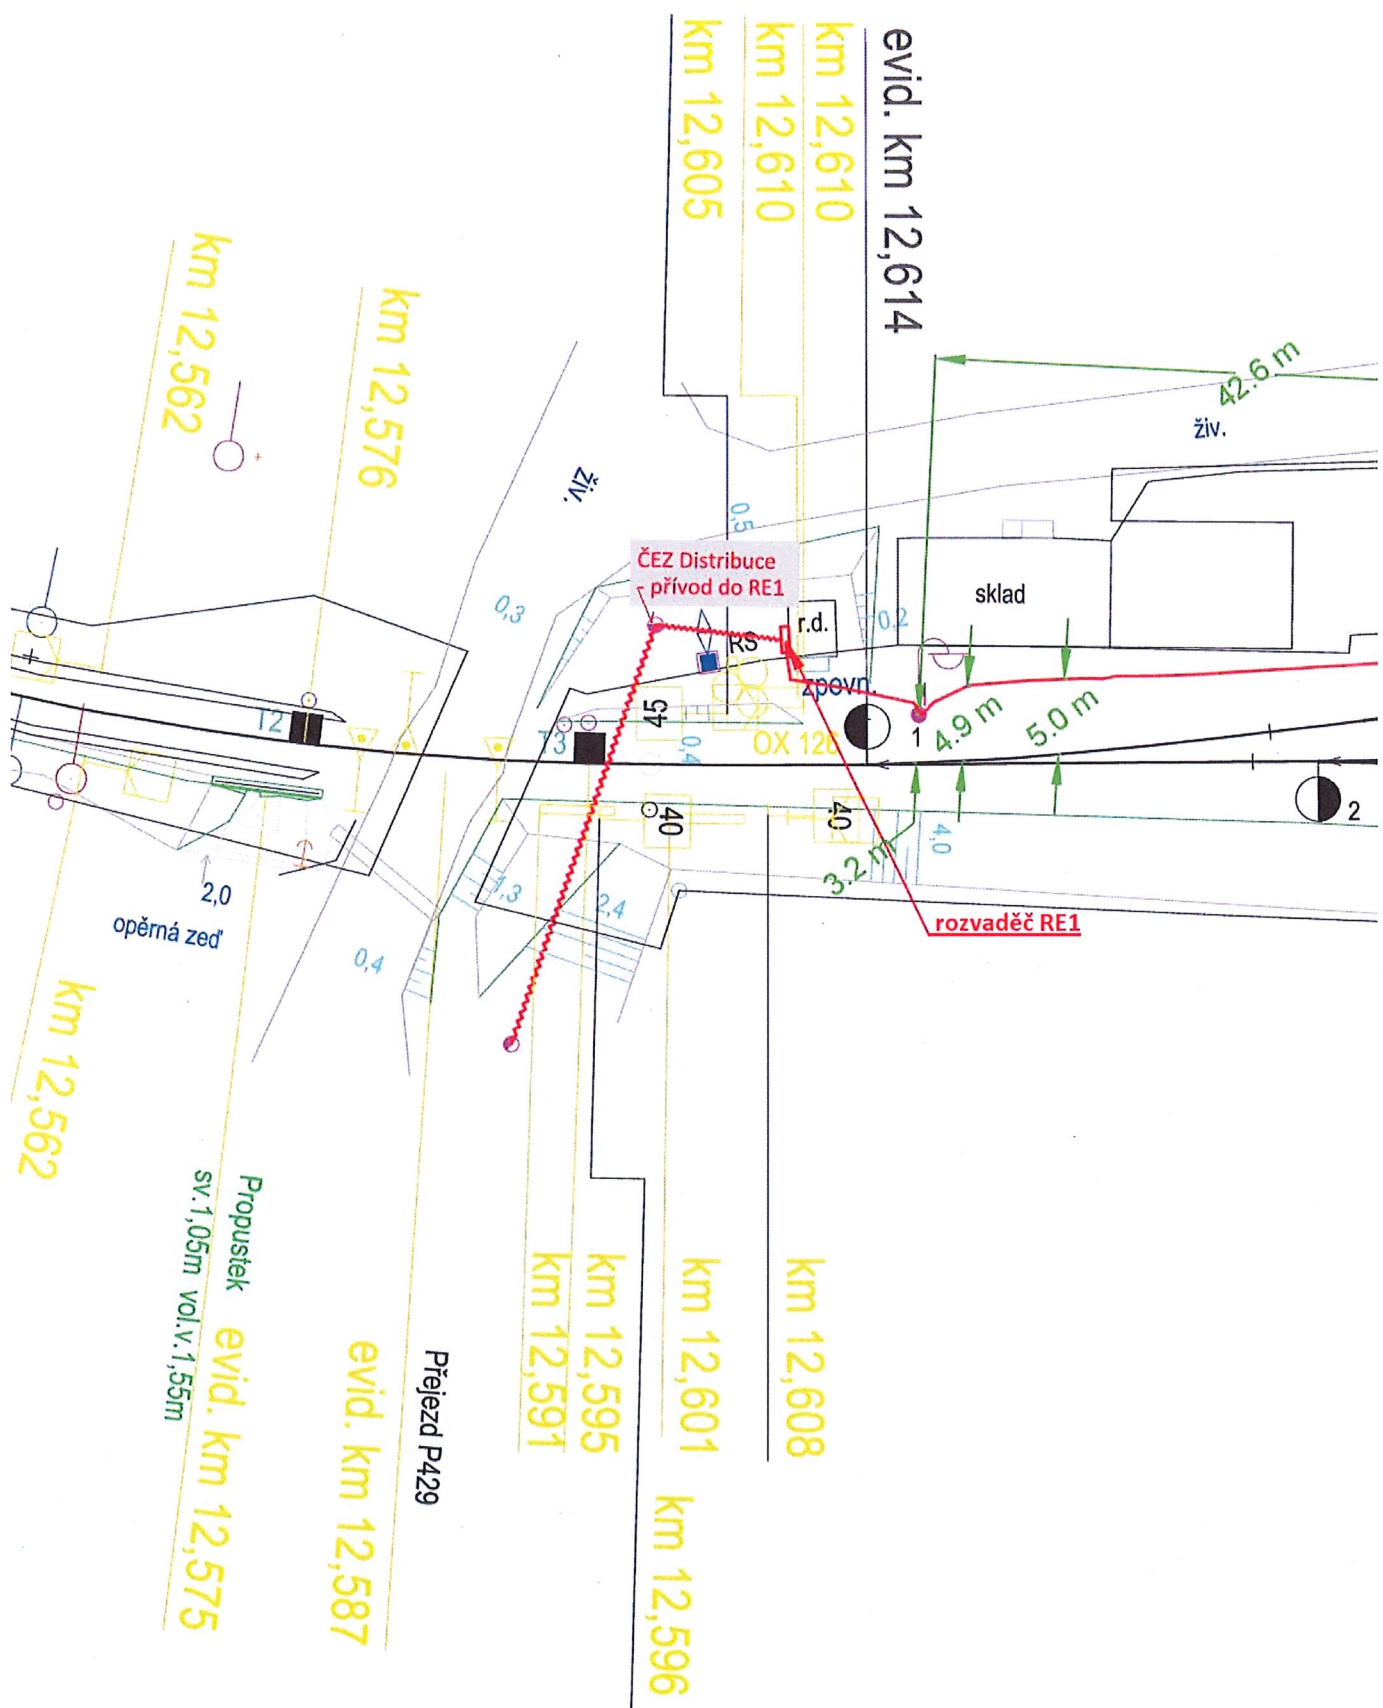 km 12,605
km 12,610
km 12,610
evid. km 12,614
km 12,562
km 12,576
42.6 m
živ.
živ.
0,5
ČEZ Distribuce
- přívod do RE1
sklad
0,3
r.d.
0,2
RS
zpovn.
T2
T3
45
0,4
OX 126
1
4.9 m
5.0 m
40
40
2
4,0
3.2 m
1,3
2,4
2,0
opěrná zeď
0,4
rozvaděč RE1
km 12,562
Propustek
sv.1,05m vol.v.1,55m
evid. km 12,575
evid. km 12,587
Přejezd P429
km 12,591
km 12,595
km 12,601
km 12,608
km 12,596